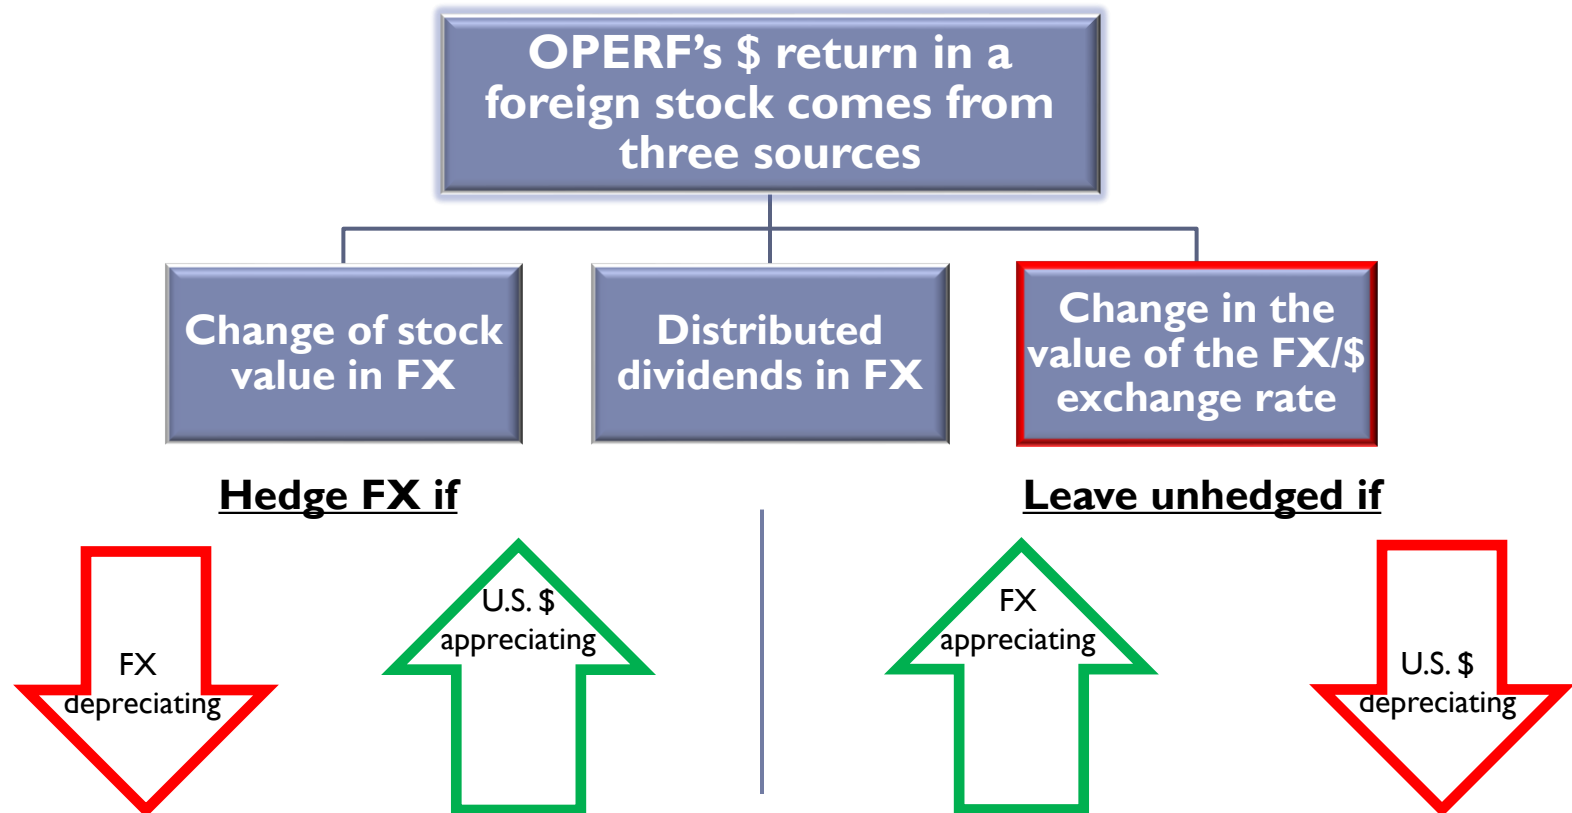 OPERF’s $ return in a
foreign stock comes from
three sources
Change of stock
value in FX
Distributed
dividends in FX
Change in the
value of the FX/$
exchange rate
Hedge FX if
Leave unhedged if
FX
depreciating
U.S. $
appreciating
FX
appreciating
U.S. $
depreciating